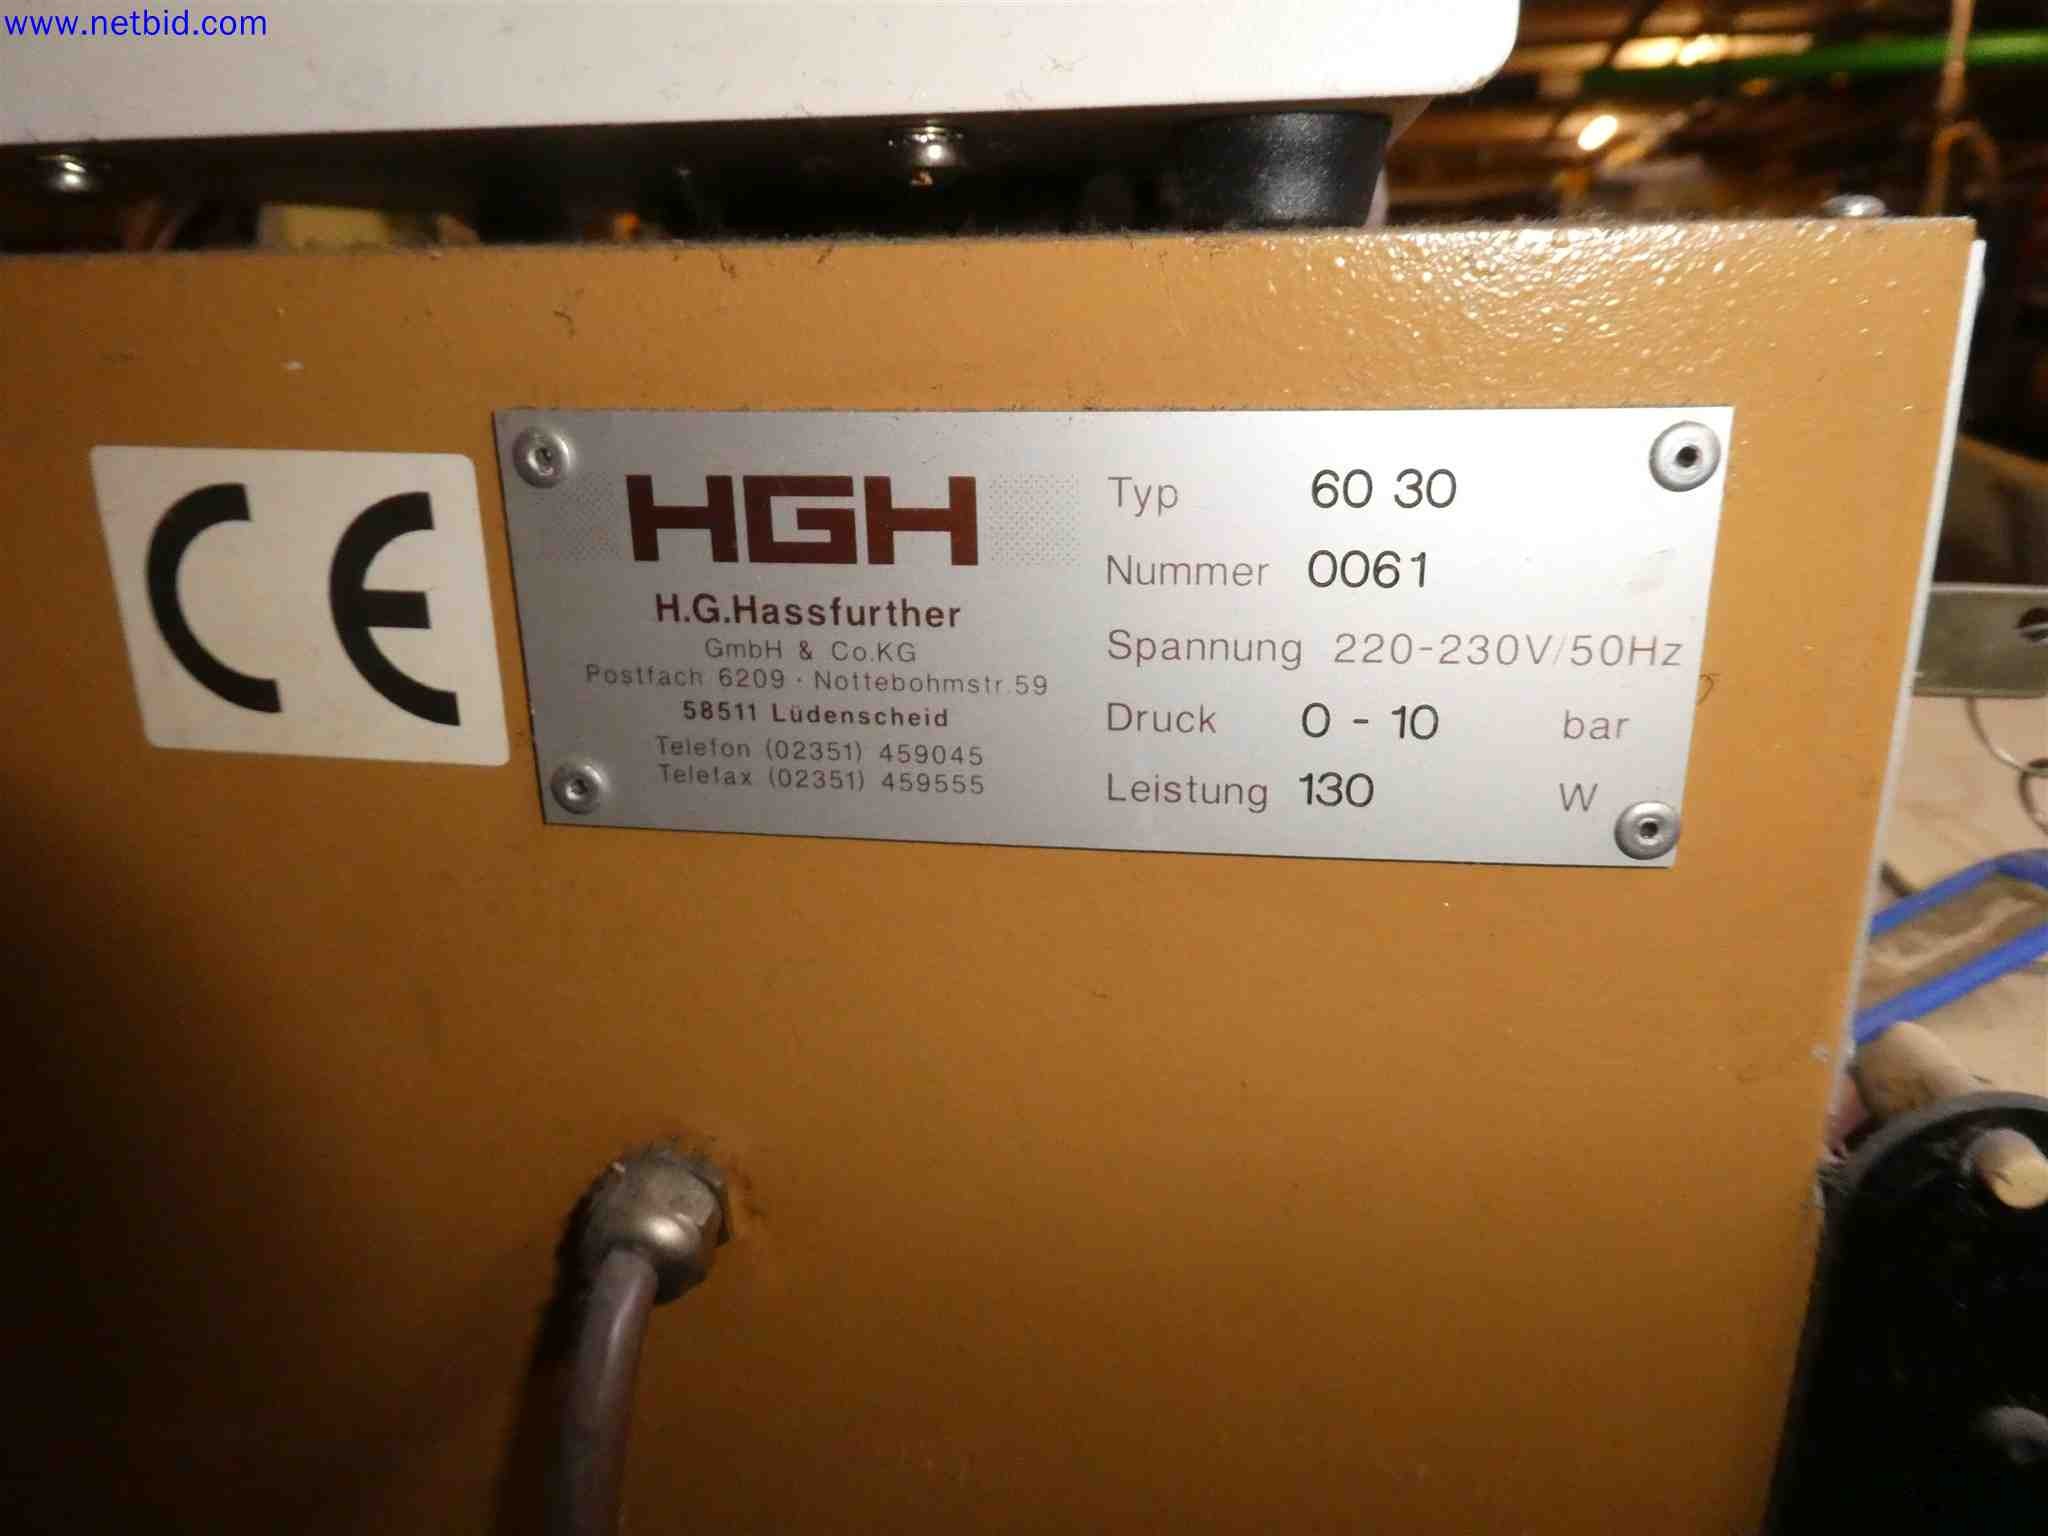 www.netbid.com
CE
HGH
H.G.Hassfurther
GmbH & Co.KG
Postfach 6209 · Nottebohmstr.59
58511 Lüdenscheid
Telefon (02351) 459045
Telefax (02351) 459555
Typ 60 30
Nummer 0061
Spannung 220-230V/50Hz
Druck 0 - 10 bar
Leistung 130 W